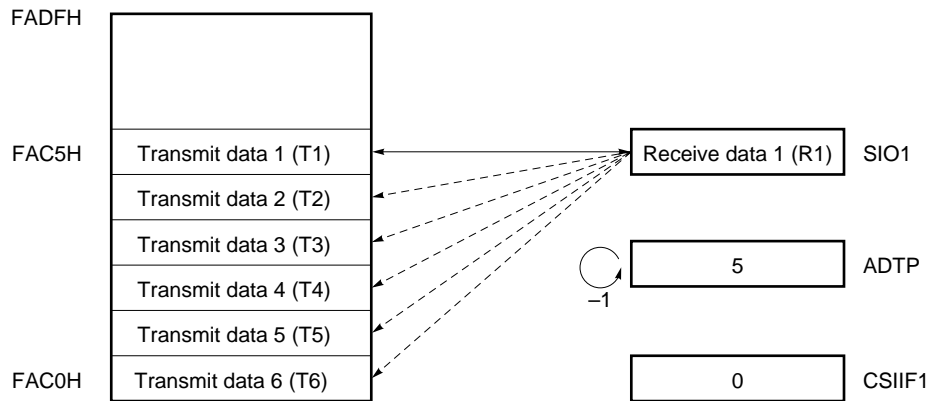 FADFH
FAC5H Transmit data 1 (T1) Receive data 1 (R1) SIO1
Transmit data 2 (T2)
Transmit data 3 (T3) 5 ADTP
Transmit data 4 (T4) –1
Transmit data 5 (T5)
FAC0H Transmit data 6 (T6) 0 CSIIF1